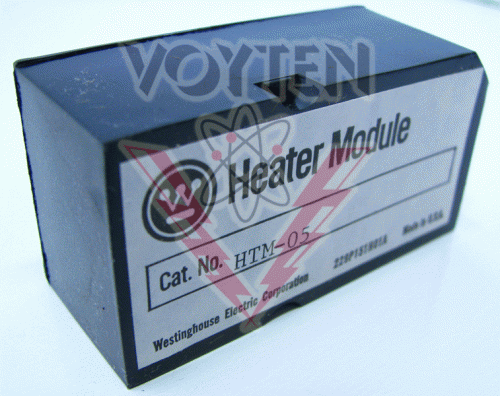 VOYTEN
Heater Module
Cat. No. HTM-05
Westinghouse Electric Corporation
Made in U.S.A.